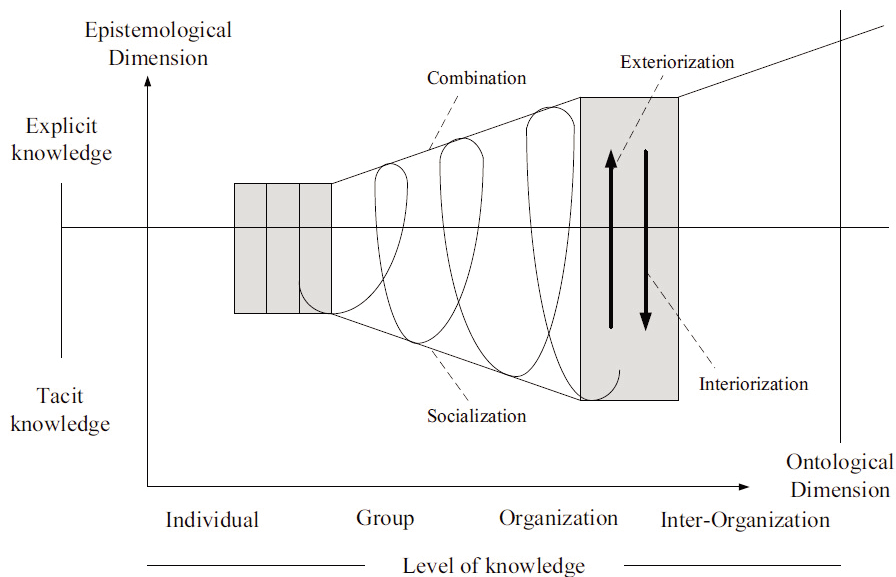 Epistemological
Dimension
Exteriorization
Combination
Explicit
knowledge
Tacit
knowledge
Interiorization
Socialization
Ontological
Dimension
Individual
Group
Organization
Inter-Organization
Level of knowledge